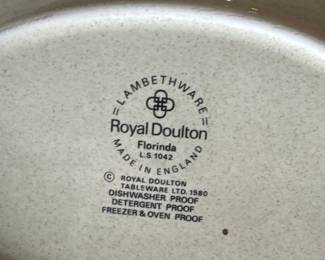 = LAMBETHWARE =
Royal Doulton
Florinda
L.S.1042
MADE IN ENGLAND
© ROYAL DOULTON
TABLEWARE LTD.1980
DISHWASHER PROOF
DETERGENT PROOF
FREEZER & OVEN PROOF